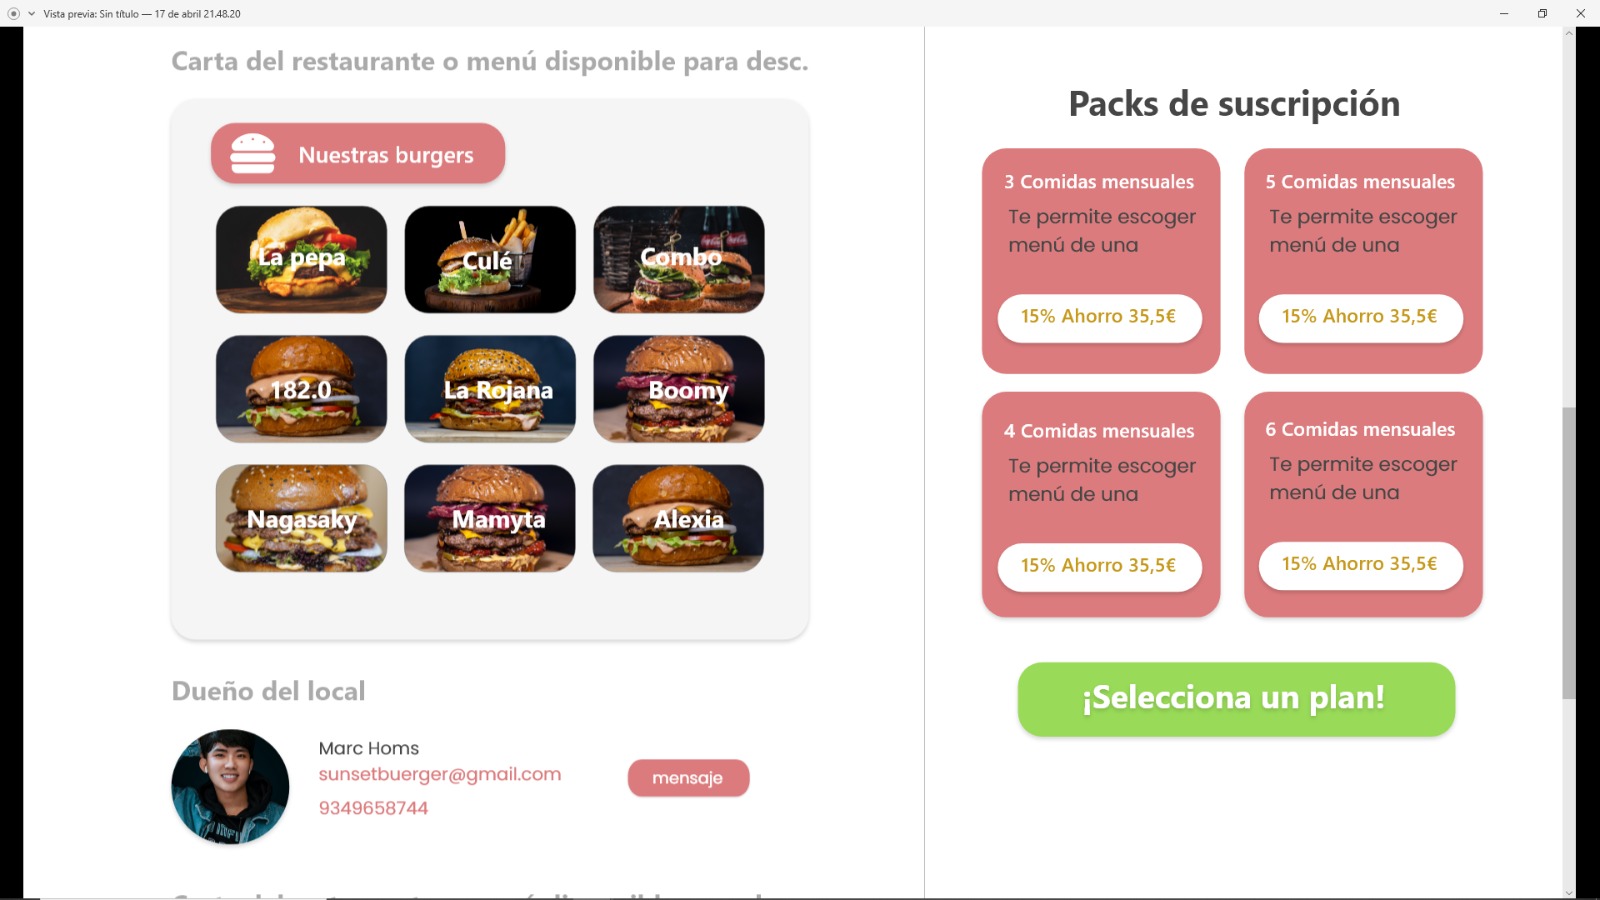 Vista previa: Sin título — 17 de abril 21.48.20
Carta del restaurante o menú disponible para desc.
Nuestras burgers
La pepa
Culé
Combo
182.0
La Rojana
Boomy
Nagasaky
Mamyta
Alexia
Dueño del local
Marc Homs
sunsetbuerger@gmail.com
9349658744
mensaje
Packs de suscripción
3 Comidas mensuales
Te permite escoger
menú de una
15% Ahorro 35,5€
5 Comidas mensuales
Te permite escoger
menú de una
15% Ahorro 35,5€
4 Comidas mensuales
Te permite escoger
menú de una
15% Ahorro 35,5€
6 Comidas mensuales
Te permite escoger
menú de una
15% Ahorro 35,5€
¡Selecciona un plan!